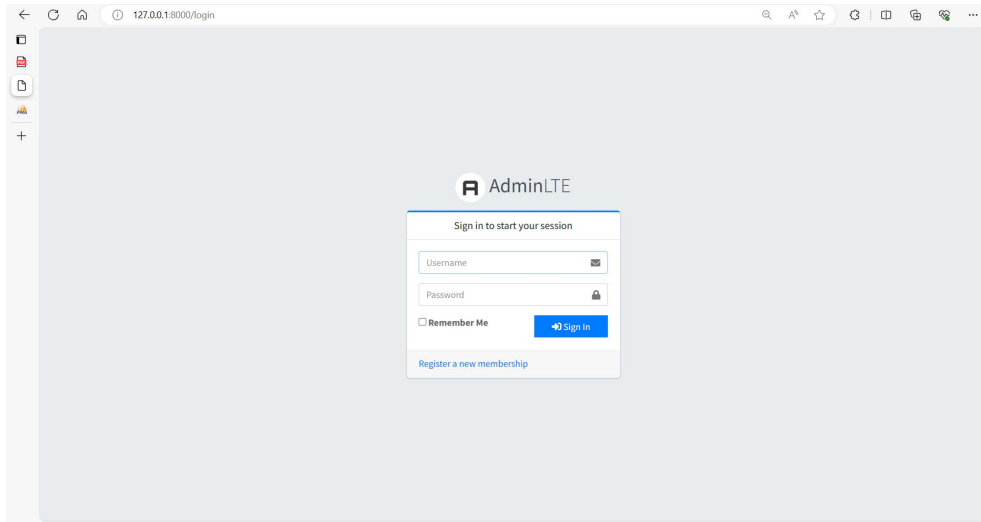 127.0.0.1:8000/login
AdminLTE
Sign in to start your session
Username
Password
Remember Me
Sign In
Register a new membership